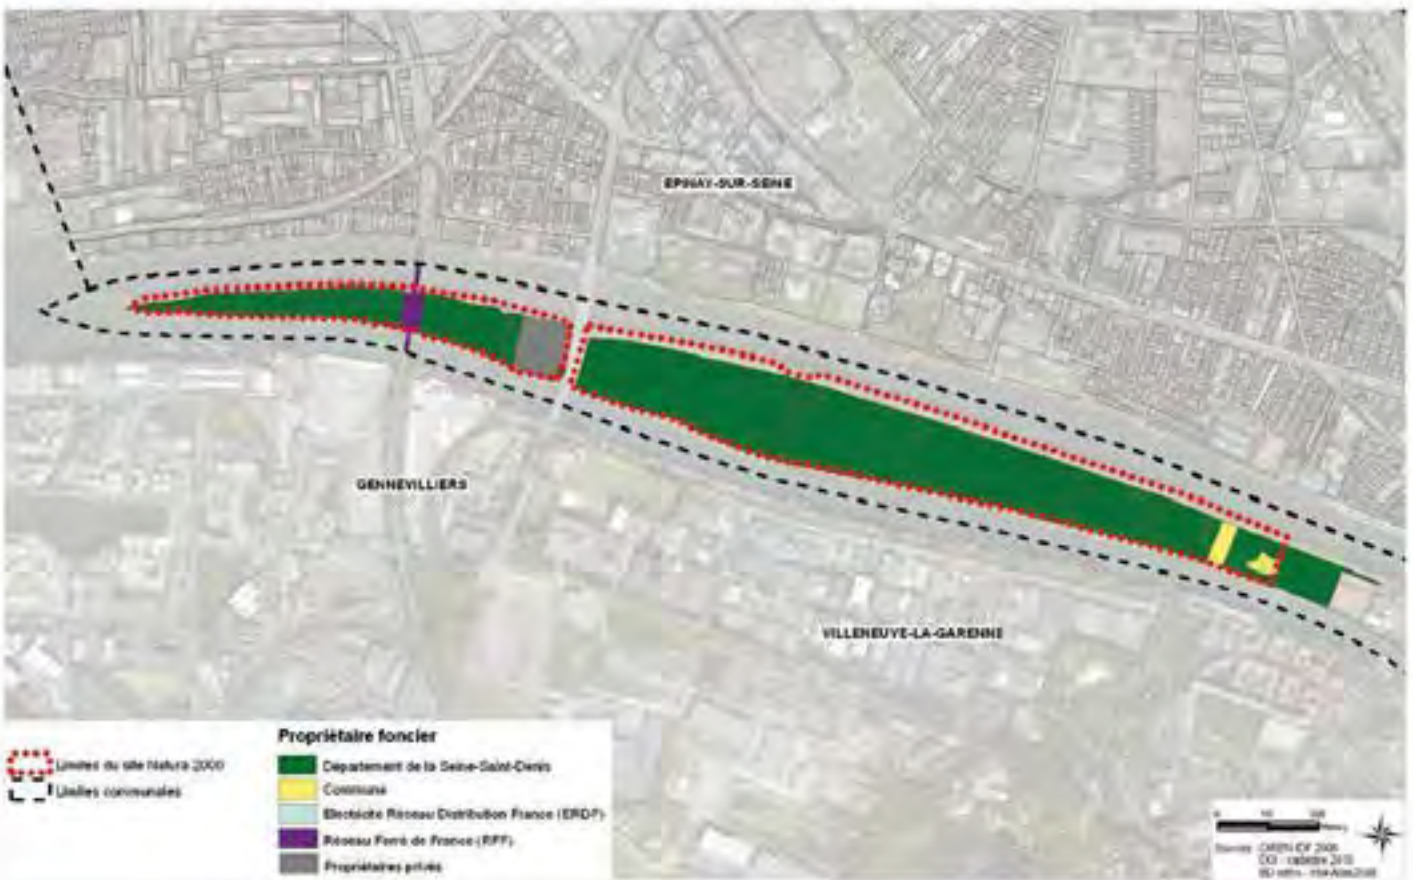 EPINAY-SUR-SEINE
GENNEVILLIERS
VILLENEUVE-LA-GARENNE
Propriétaire foncier
Limites du site Natura 2000
Limites communales
Département de la Seine-Saint-Denis
Commune
Electricité Réseau Distribution France (ERDF)
Réseau Ferré de France (RFF)
Propriétaires privés
Sources